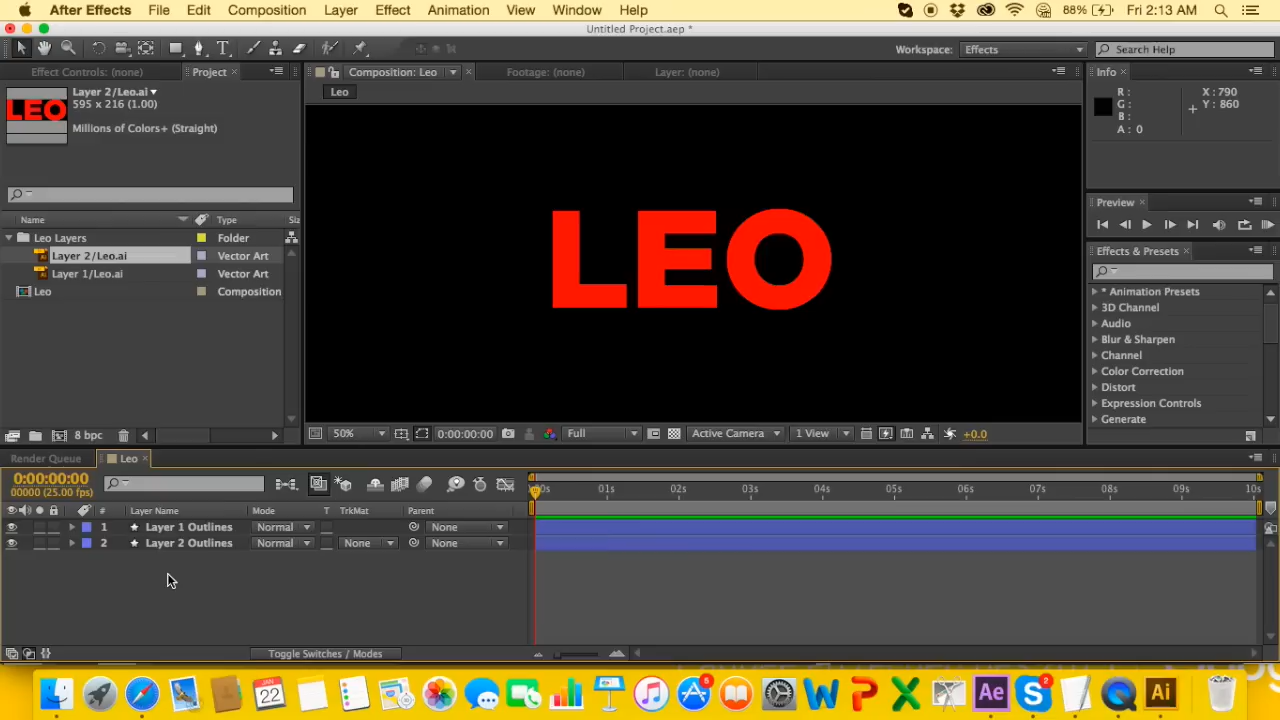 After Effects File Edit Composition Layer Effect Animation View Window Help 88% Fri 2:13 AM
Untitled Project.aep *
Workspace: Effects Search Help
Effect Controls: (none) Project Composition: Leo Footage: (none) Layer: (none) Info
Layer 2/Leo.ai
595 x 216 (1.00)
Millions of Colors+ (Straight)
Leo
R : X : 790
G : Y : 860
B :
A : 0
Name Type Siz
Leo Layers Folder
Layer 2/Leo.ai Vector Art
Layer 1/Leo.ai Vector Art
Leo Composition
LEO
LEO
Preview
Effects & Presets
* Animation Presets
3D Channel
Audio
Blur & Sharpen
Channel
Color Correction
Distort
Expression Controls
Generate
8 bpc 50% 0:00:00:00 Full Active Camera 1 View +0.0
Render Queue Leo
0:00:00:00
00000 (25.00 fps)
:00s 01s 02s 03s 04s 05s 06s 07s 08s 09s 10s
# Layer Name Mode T TrkMat Parent
1 Layer 1 Outlines Normal None
2 Layer 2 Outlines Normal None None
Toggle Switches / Modes
JAN
22
6
Ae
S
2
Ai